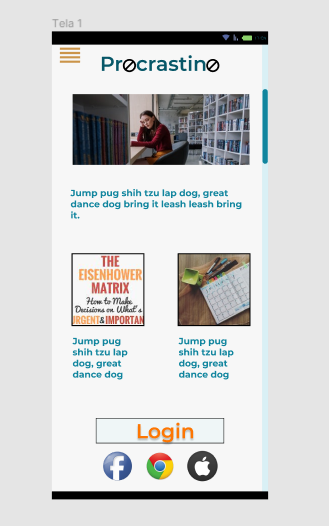 Tela 1
Procrastino
Jump pug shih tzu lap dog, great
dance dog bring it leash leash bring
it.
THE
EISENHOWER
MATRIX
How to Make
Decisions on What's
URGENT&IMPORTAN
Jump pug
shih tzu lap
dog, great
dance dog
Jump pug
shih tzu lap
dog, great
dance dog
Login